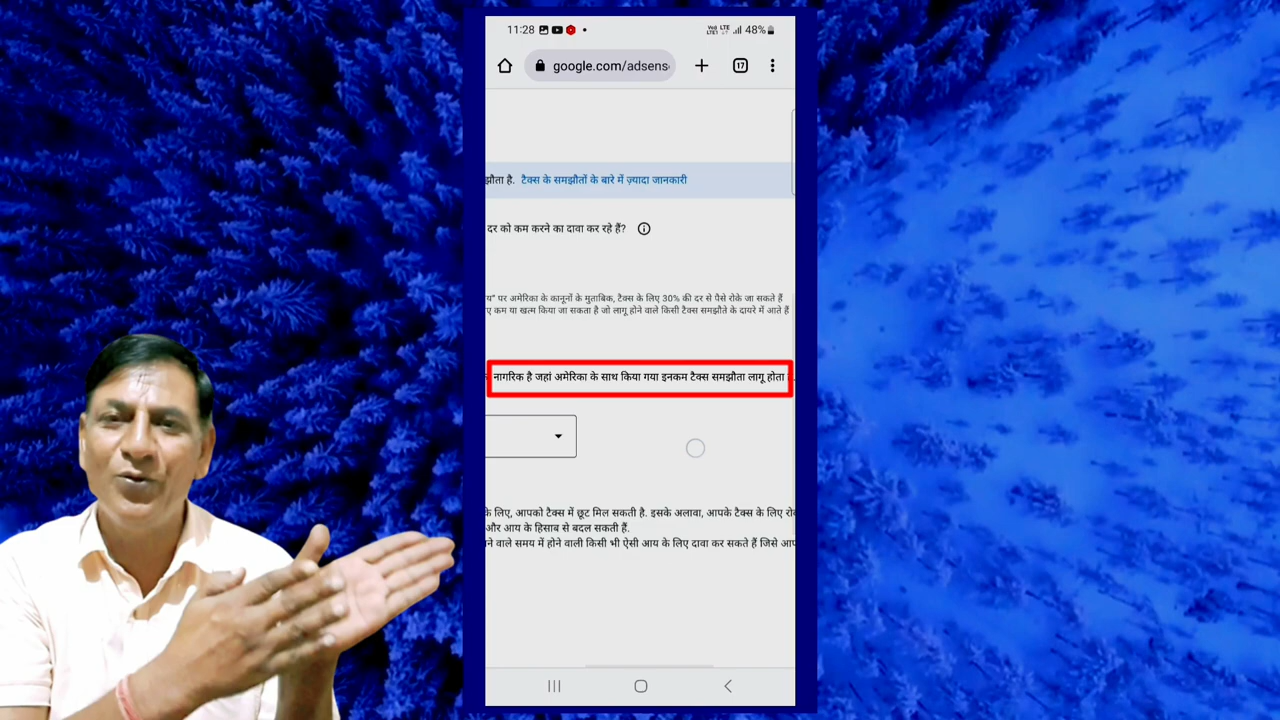 11:28 48%
google.com/adsens
17
झौता है. टैक्स के समझौतों के बारे में ज़्यादा जानकारी
दर को कम करने का दावा कर रहे हैं?
य" पर अमेरिका के कानूनों के मुताबिक, टैक्स के लिए 30% की दर से पैसे रोके जा सकते हैं
ए कम या खत्म किया जा सकता है जो लागू होने वाले किसी टैक्स समझौते के दायरे में आते हैं
नागरिक है जहां अमेरिका के साथ किया गया इनकम टैक्स समझौता लागू होता
के लिए, आपको टैक्स में छूट मिल सकती है. इसके अलावा, आपके टैक्स के लिए रो
और आय के हिसाब से बदल सकती हैं.
ने वाले समय में होने वाली किसी भी ऐसी आय के लिए दावा कर सकते हैं जिसे आप